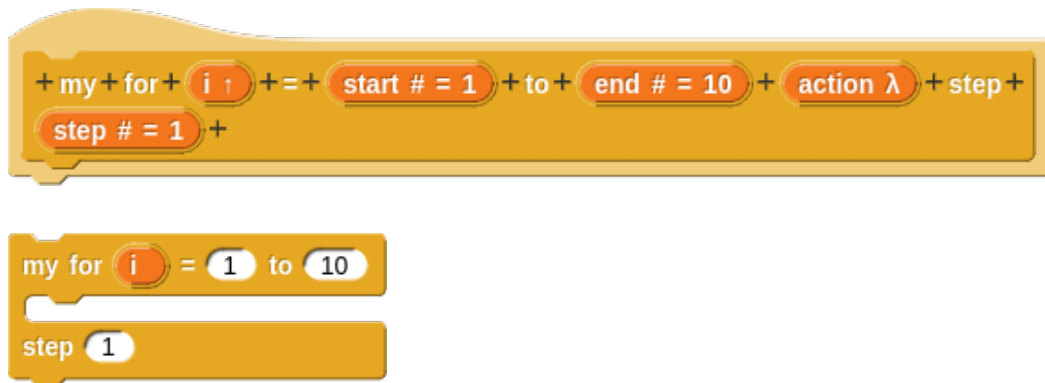 + my + for + i ↑ + = + start # = 1 + to + end # = 10 + action λ + step +
step # = 1 +
my for i = 1 to 10
step 1